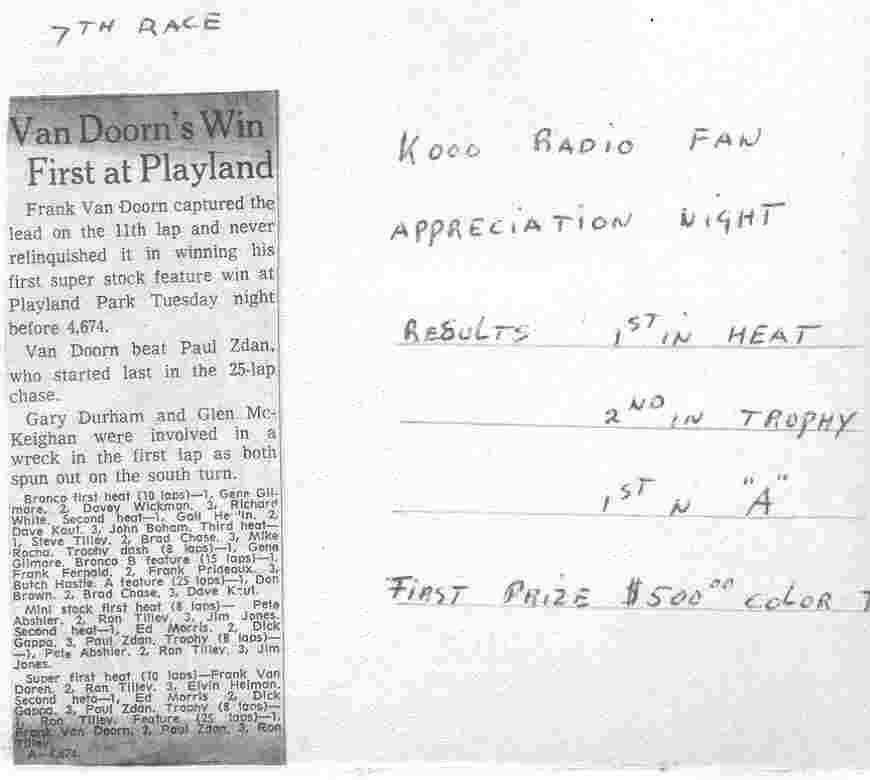 7TH RACE
Van Doorn's Win
First at Playland
Frank Van Doorn captured the
lead on the 11th lap and never
relinquished it in winning his
first super stock feature win at
Playland Park Tuesday night
before 4,674.
Van Doorn beat Paul Zdan,
who started last in the 25-lap
chase.
Gary Durham and Glen Mc-
Keighan were involved in a
wreck in the first lap as both
spun out on the south turn.
Bronco first heat (10 laps)—1, Gene Gil-
more. 2, Davey Wickman. 3, Richard
White. Second heat—1, Gail 2,
Dave Kaut. 3, John Boham. Third heat—
1, Steve Tilley. 2, Brad Chase. 3, Mike
Rocha. Trophy dash (8 laps)—1, Gene
Gilmore. Bronco B feature (15 laps)—1,
Frank Fernald. 2, Frank Prideaux. 3,
Butch Hastie. A feature (25 laps)—1, Don
Brown. 2, Brad Chase. 3, Dave
Mini stock first heat (8 laps)— Pete
Abshier. 2, Ron Tilley. 3, Jim Jones.
Second heat—1, Ed Morris. 2, Dick
Gappa. 3, Paul Zdan. Trophy (8 laps)—
—1, Pete Abshier. 2, Ron Tilley. 3, Jim
Jones.
Super first heat (10 laps)—Frank Van
Doren. 2, Ron Tilley. 3, Elvin Helman.
Second heta—1, Ed Morris 2, Dick
Gappa. 3, Paul Zdan. Trophy (8 laps)—
1, Ron Tilley. Feature (25 laps)—1,
Frank Van Doorn. 2, Paul Zdan. 3, Ron
Tilley.
A—4,674.
KOOO RADIO FAN
APPRECIATION NIGHT
RESULTS 1ST IN HEAT
2ND IN TROPHY
1ST IN "A"
FIRST PRIZE $500.00 COLOR T